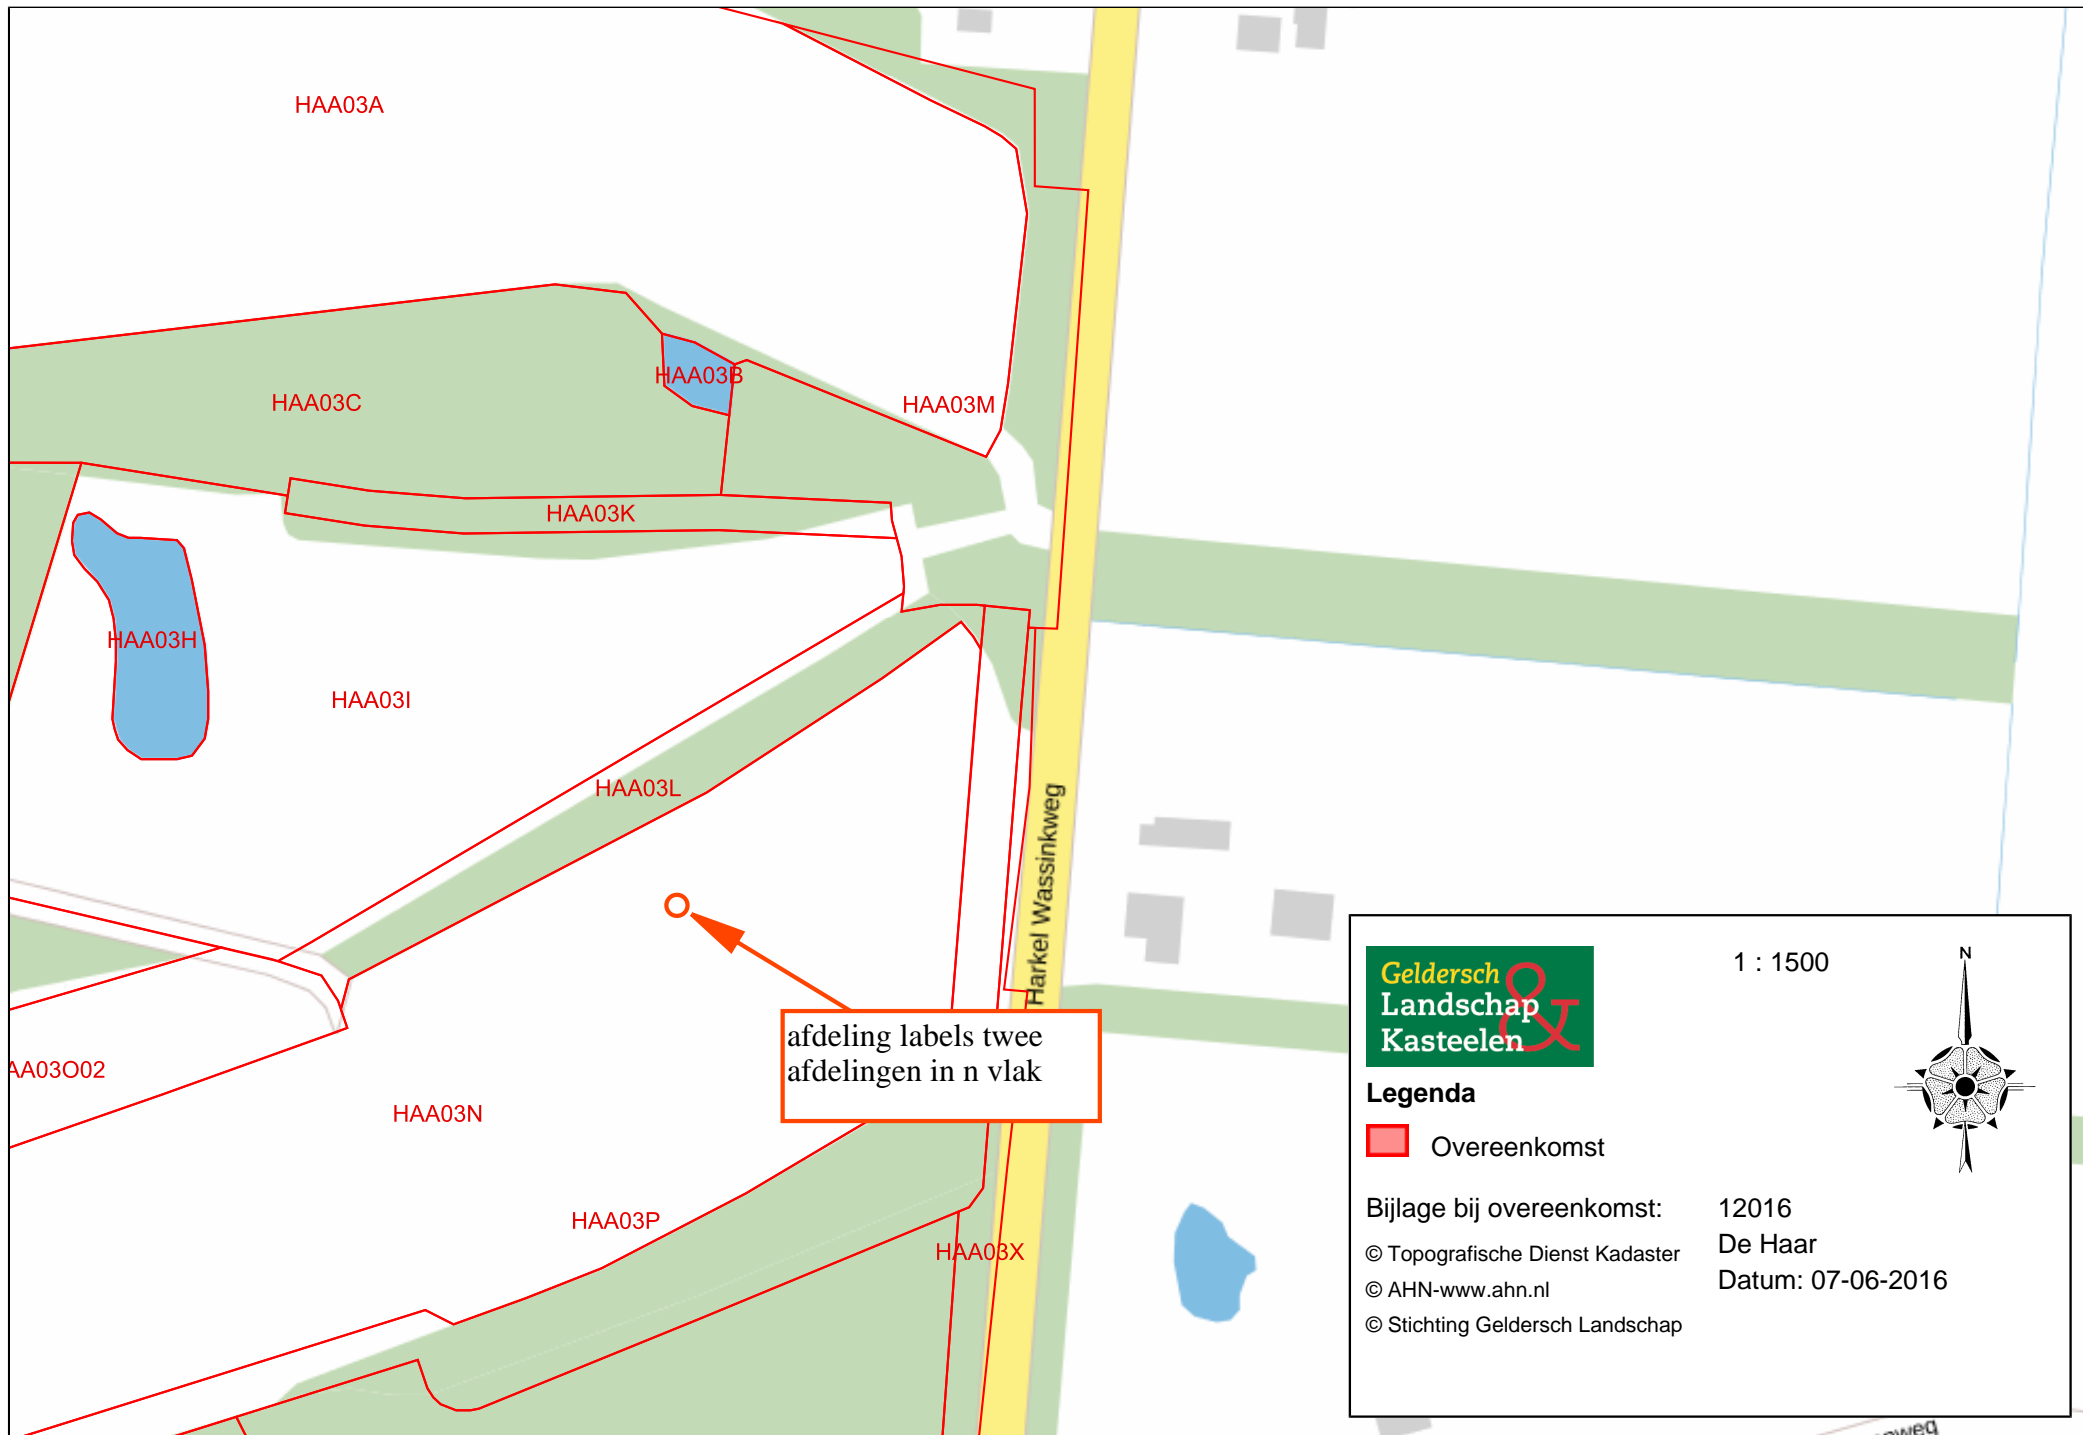 HAA03A
HAA03B
HAA03C
HAA03M
HAA03K
HAA03H
HAA03I
HAA03L
Harkel Wassinkweg
afdeling labels twee
afdelingen in n vlak
AA03O02
HAA03N
HAA03P
HAA03X
Geldersch
Landschap
&
Kasteelen
1 : 1500
N
Legenda
Overeenkomst
Bijlage bij overeenkomst: 12016
© Topografische Dienst Kadaster De Haar
© AHN-www.ahn.nl Datum: 07-06-2016
© Stichting Geldersch Landschap